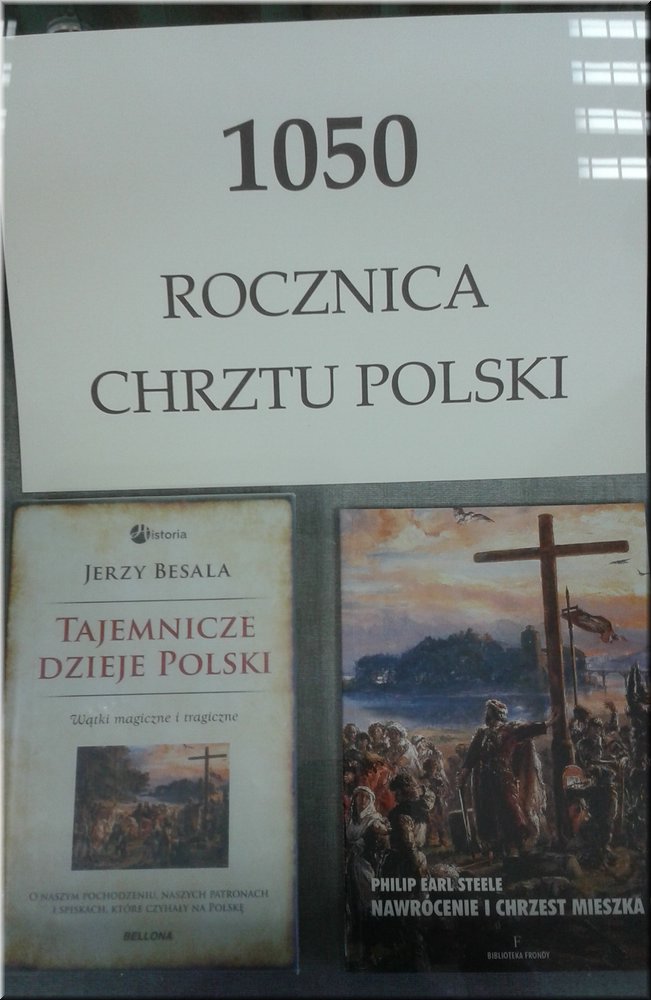 1050
ROCZNICA
CHRZTU POLSKI
Historia
JERZY BESALA
TAJEMNICZE
DZIEJE POLSKI
Wątki magiczne i tragiczne
O NASZYM POCHODZENIU, NASZYCH PATRONACH
I SPISKACH, KTÓRE CZYHAŁY NA POLSKĘ
BELLONA
PHILIP EARL STEELE
NAWRÓCENIE I CHRZEST MIESZKA
F
BIBLIOTEKA FRONDY